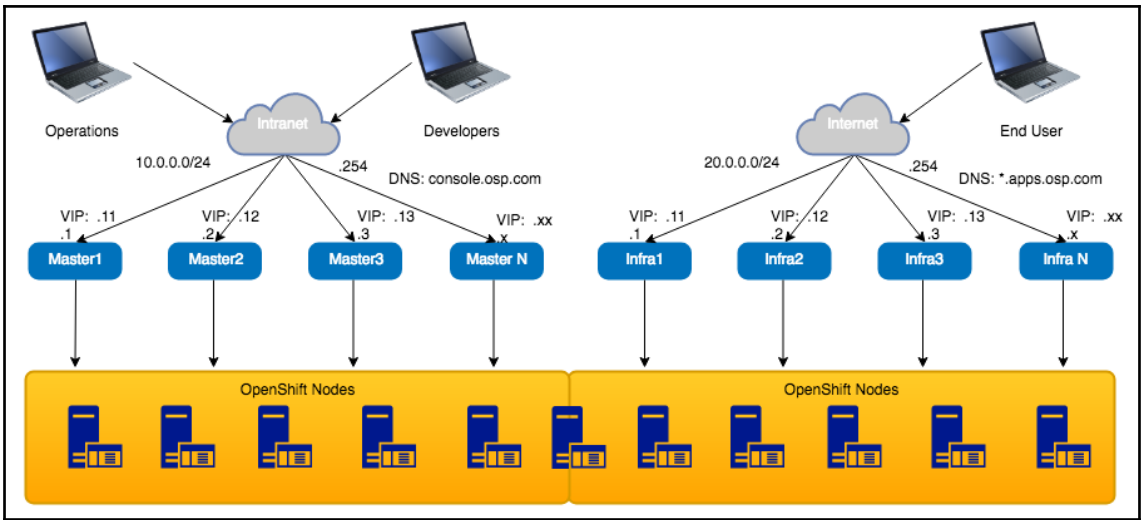 Operations
Intranet
Developers
Internet
End User
10.0.0.0/24
.254
DNS: console.osp.com
20.0.0.0/24
.254
DNS: *.apps.osp.com
VIP: .11
VIP: .12
VIP: .13
VIP: .xx
VIP: .11
VIP: .12
VIP: .13
VIP: .xx
.1
.2
.3
.x
.1
.2
.3
.x
Master1
Master2
Master3
Master N
Infra1
Infra2
Infra3
Infra N
OpenShift Nodes
OpenShift Nodes